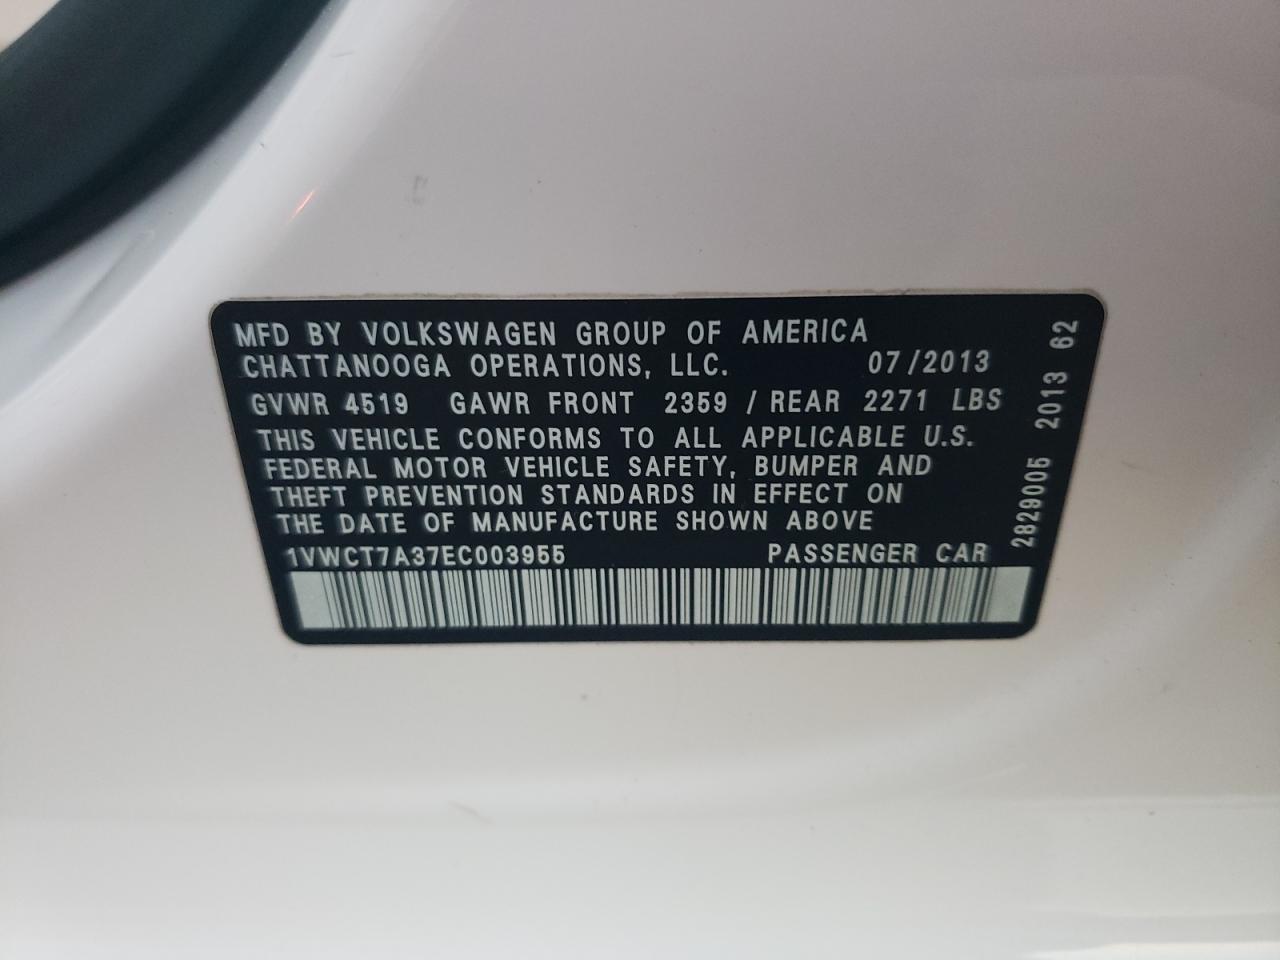 MFD BY VOLKSWAGEN GROUP OF AMERICA
CHATTANOOGA OPERATIONS, LLC. 07/2013
GVWR 4519 GAWR FRONT 2359 / REAR 2271 LBS
THIS VEHICLE CONFORMS TO ALL APPLICABLE U.S.
FEDERAL MOTOR VEHICLE SAFETY, BUMPER AND
THEFT PREVENTION STANDARDS IN EFFECT ON
THE DATE OF MANUFACTURE SHOWN ABOVE
1VWCT7A37EC003955 PASSENGER CAR
2829005 2013 62